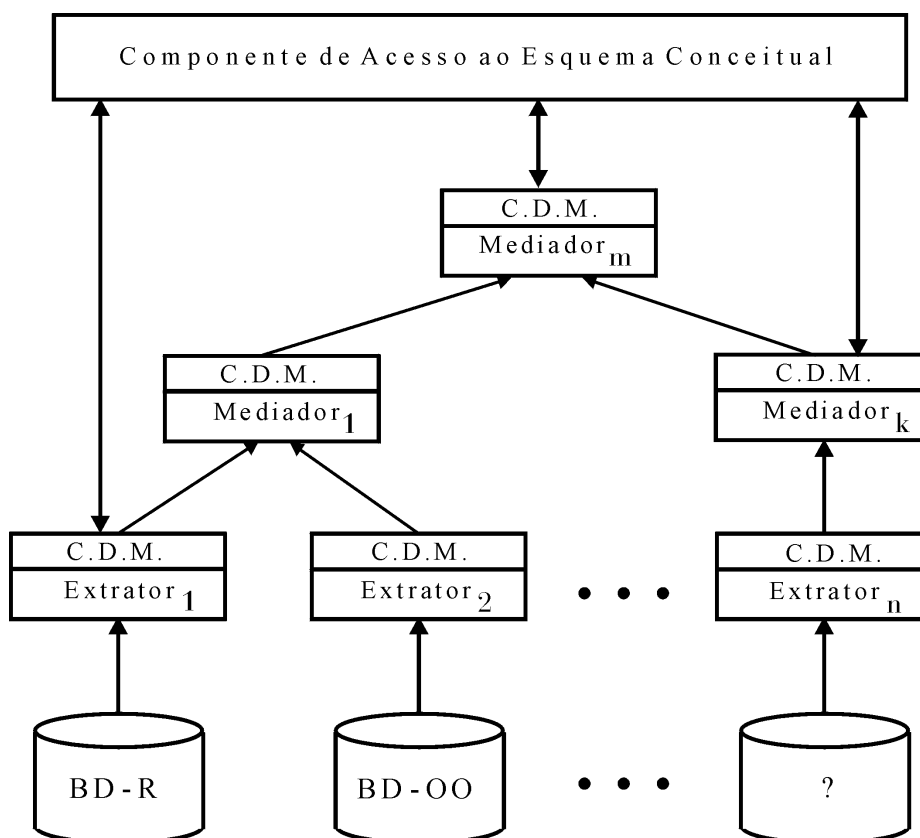 Componente de Acesso ao Esquema Conceitual
C.D.M.
Mediador m
C.D.M.
Mediador 1
C.D.M.
Mediador k
C.D.M.
Extrator 1
C.D.M.
Extrator 2
• • •
C.D.M.
Extrator n
BD-R
BD-OO
• • •
?